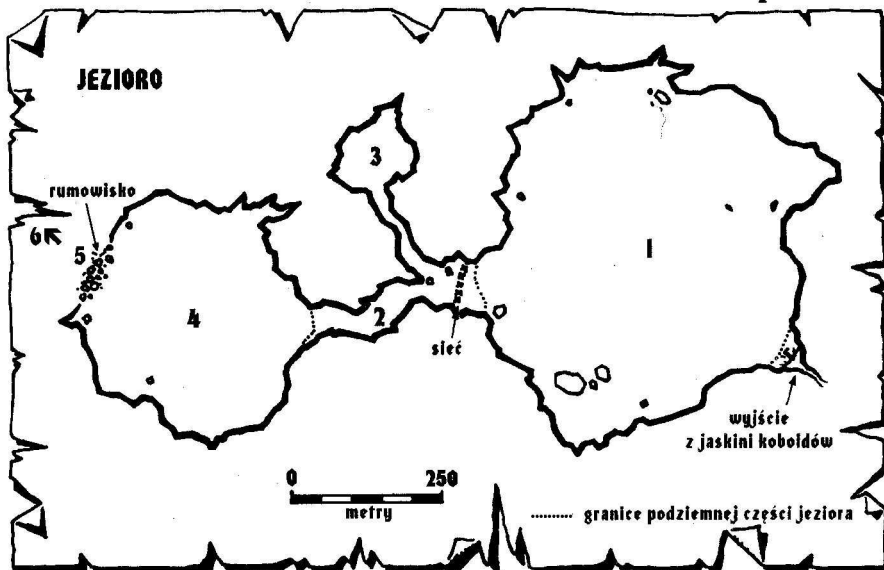 JEZIORO
3
rumowisko
6
5
1
4
2
sieć
wyjście
z jaskini koboldów
0 250
metry
granice podziemnej części jeziora